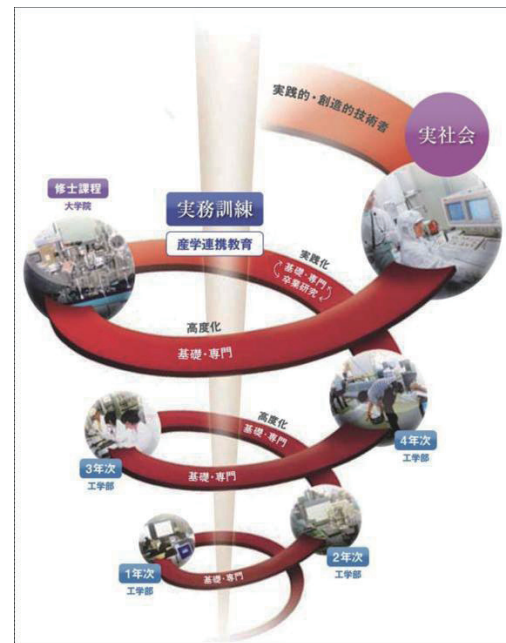 実践的・創造的技術者
実社会
修士課程
大学院
実務訓練
産学連携教育
実践化
基礎・専門
卒業研究
高度化
基礎・専門
高度化
基礎・専門
3年次
工学部
4年次
工学部
基礎・専門
1年次
工学部
2年次
工学部
基礎・専門